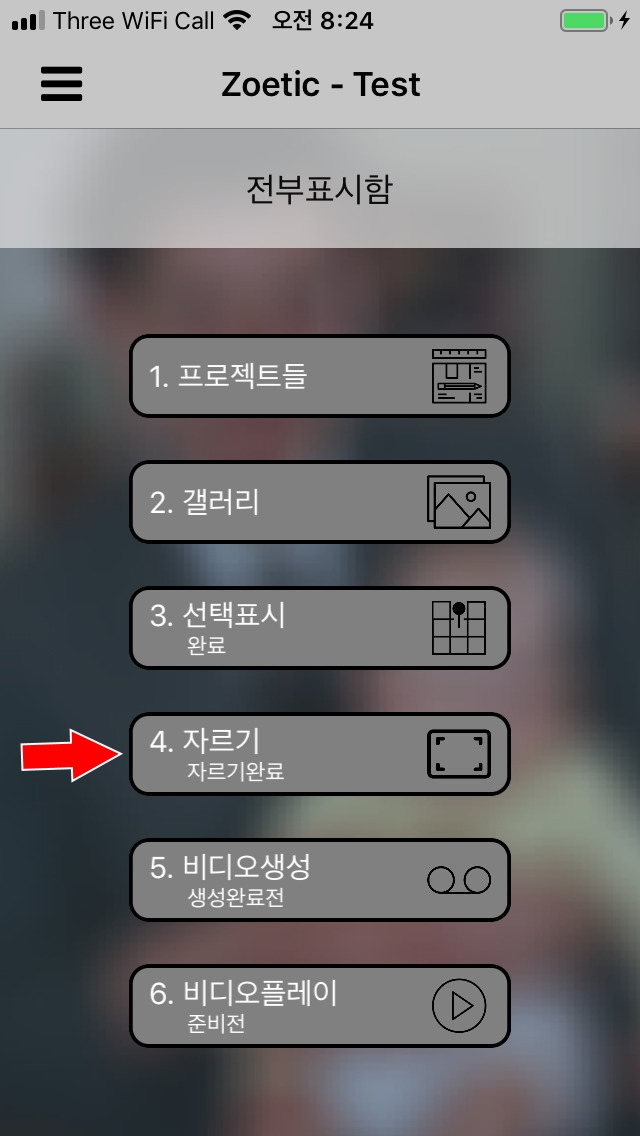 Three WiFi Call 오전 8:24
Zoetic - Test
전부표시함
1. 프로젝트들
2. 갤러리
3. 선택표시
완료
4. 자르기
자르기완료
5. 비디오생성
생성완료전
6. 비디오플레이
준비전